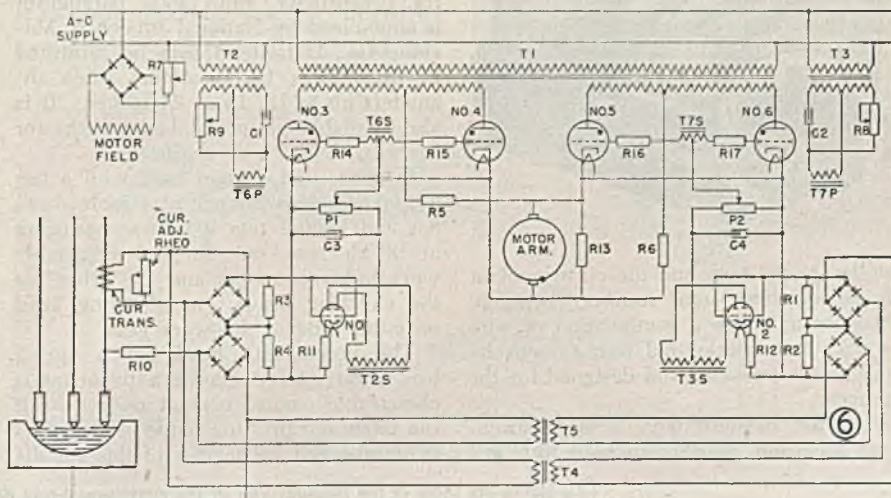 A-C
SUPPLY
R7
T2
T1
T3
R9
C1
NO.3
NO.4
NO.5
NO.6
C2
R8
MOTOR
FIELD
T6S
T7S
R14
R15
R16
R17
T6P
T7P
P1
R5
P2
C3
MOTOR
ARM.
R13
R6
C4
CUR.
ADJ.
RHEO
CUR.
TRANS.
R3
R4
R11
NO.
1
NO.
2
R12
R1
R2
R10
T2S
T3S
T5
T4
6